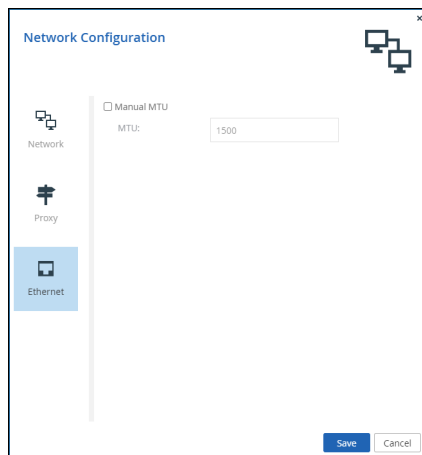 ×
Network Configuration
Network
Proxy
Ethernet
Manual MTU
MTU: 1500
Save Cancel